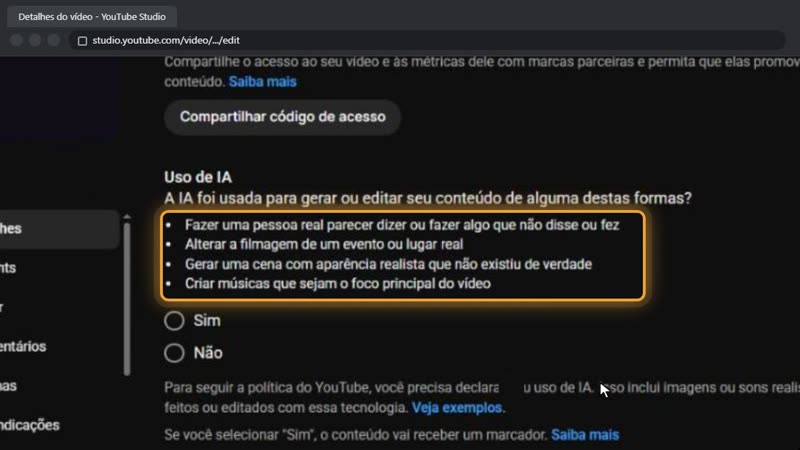 Detalhes do vídeo - YouTube Studio
studio.youtube.com/video/.../edit
Compartilhe o acesso ao seu vídeo e às métricas dele com marcas parceiras e permita que elas promov
conteúdo. Saiba mais
Compartilhar código de acesso
Uso de IA
A IA foi usada para gerar ou editar seu conteúdo de alguma destas formas?
• Fazer uma pessoa real parecer dizer ou fazer algo que não disse ou fez
• Alterar a filmagem de um evento ou lugar real
• Gerar uma cena com aparência realista que não existiu de verdade
• Criar músicas que sejam o foco principal do vídeo
Sim
Não
Para seguir a política do YouTube, você precisa declara u uso de IA. sso inclui imagens ou sons realis
feitos ou editados com essa tecnologia. Veja exemplos.
Se você selecionar "Sim", o conteúdo vai receber um marcador. Saiba mais
hes
nts
r
entários
as
ndicações